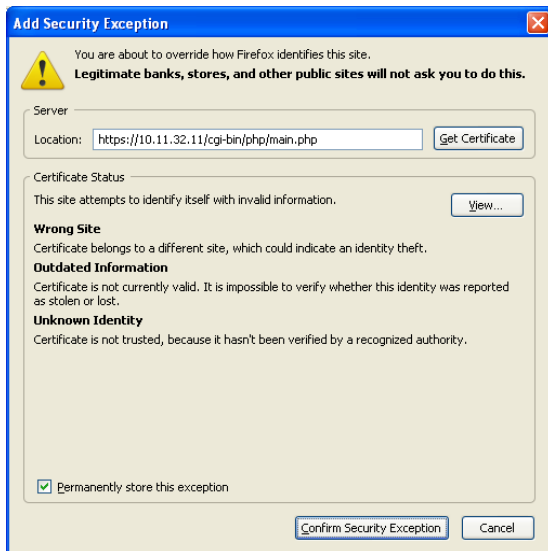 Add Security Exception
You are about to override how Firefox identifies this site.
Legitimate banks, stores, and other public sites will not ask you to do this.
Server
Location: https://10.11.32.11/cgi-bin/php/main.php Get Certificate
Certificate Status
This site attempts to identify itself with invalid information.
View...
Wrong Site
Certificate belongs to a different site, which could indicate an identity theft.
Outdated Information
Certificate is not currently valid. It is impossible to verify whether this identity was reported
as stolen or lost.
Unknown Identity
Certificate is not trusted, because it hasn't been verified by a recognized authority.
Permanently store this exception
Confirm Security Exception Cancel